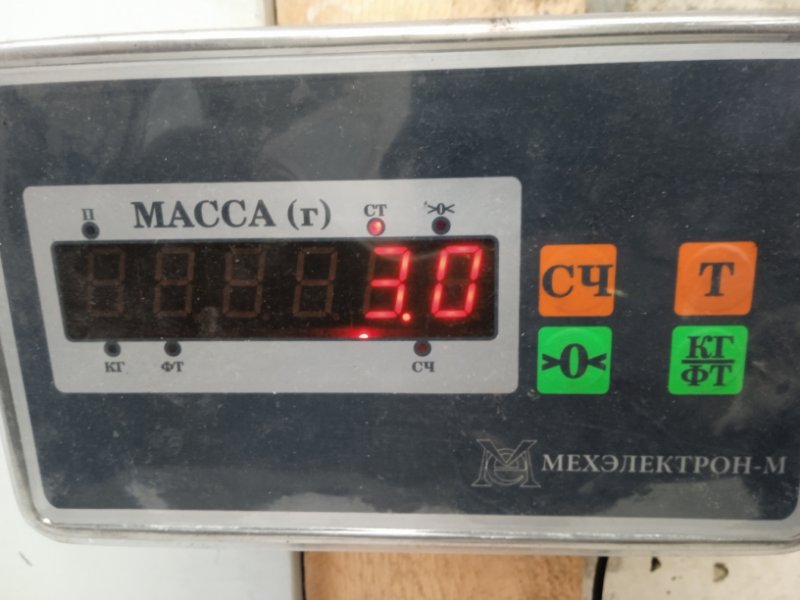 П МАССА (г) СТ >0<
3.0
КГ ФТ СЧ
СЧ Т
>0< КГ/ФТ
МЕХЭЛЕКТРОН-М